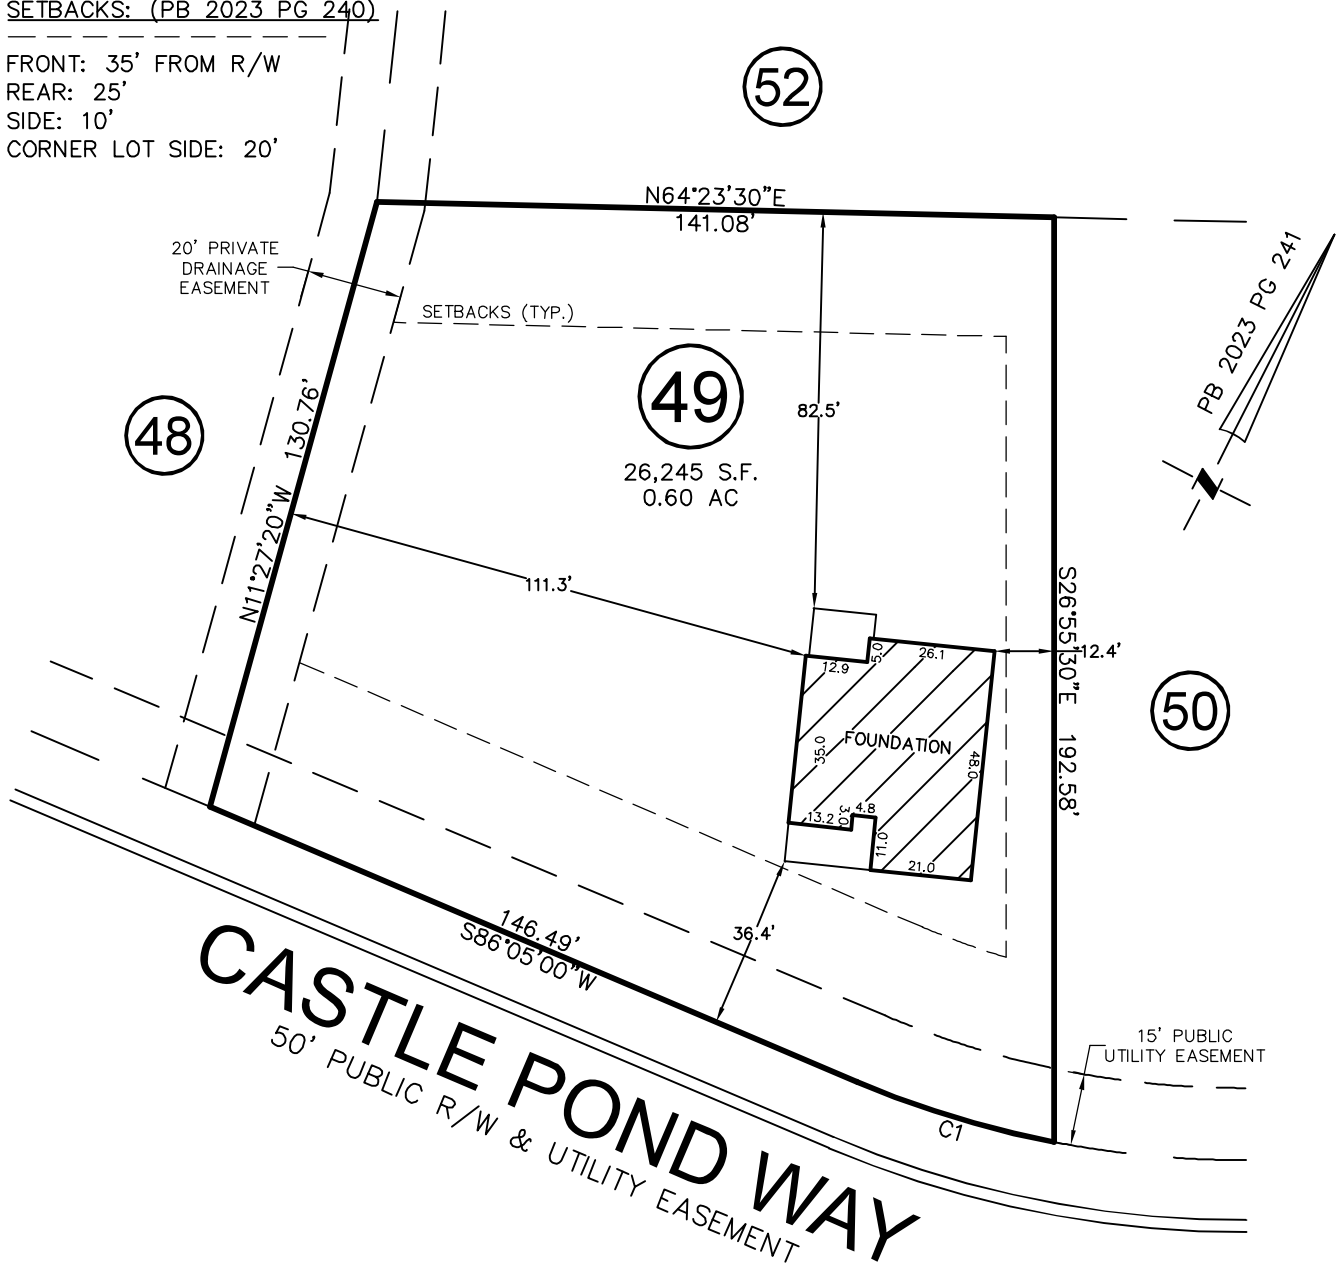 SETBACKS: (PB 2023 PG 240)
FRONT: 35' FROM R/W
REAR: 25'
SIDE: 10'
CORNER LOT SIDE: 20'
52
N64°23'30"E
141.08'
20' PRIVATE
DRAINAGE
EASEMENT
SETBACKS (TYP.)
PB 2023 PG 241
49
26,245 S.F.
0.60 AC
82.5'
48
N11°27'20"W 130.76'
111.3'
S26°55'30"E 192.58'
12.4'
12.9
5.0
26.1
50
FOUNDATION
35.0
48.0
13.2
3.0
4.8
11.0
21.0
36.4'
146.49'
S86°05'00"W
CASTLE POND WAY
50' PUBLIC R/W & UTILITY EASEMENT
15' PUBLIC
UTILITY EASEMENT
C1
N